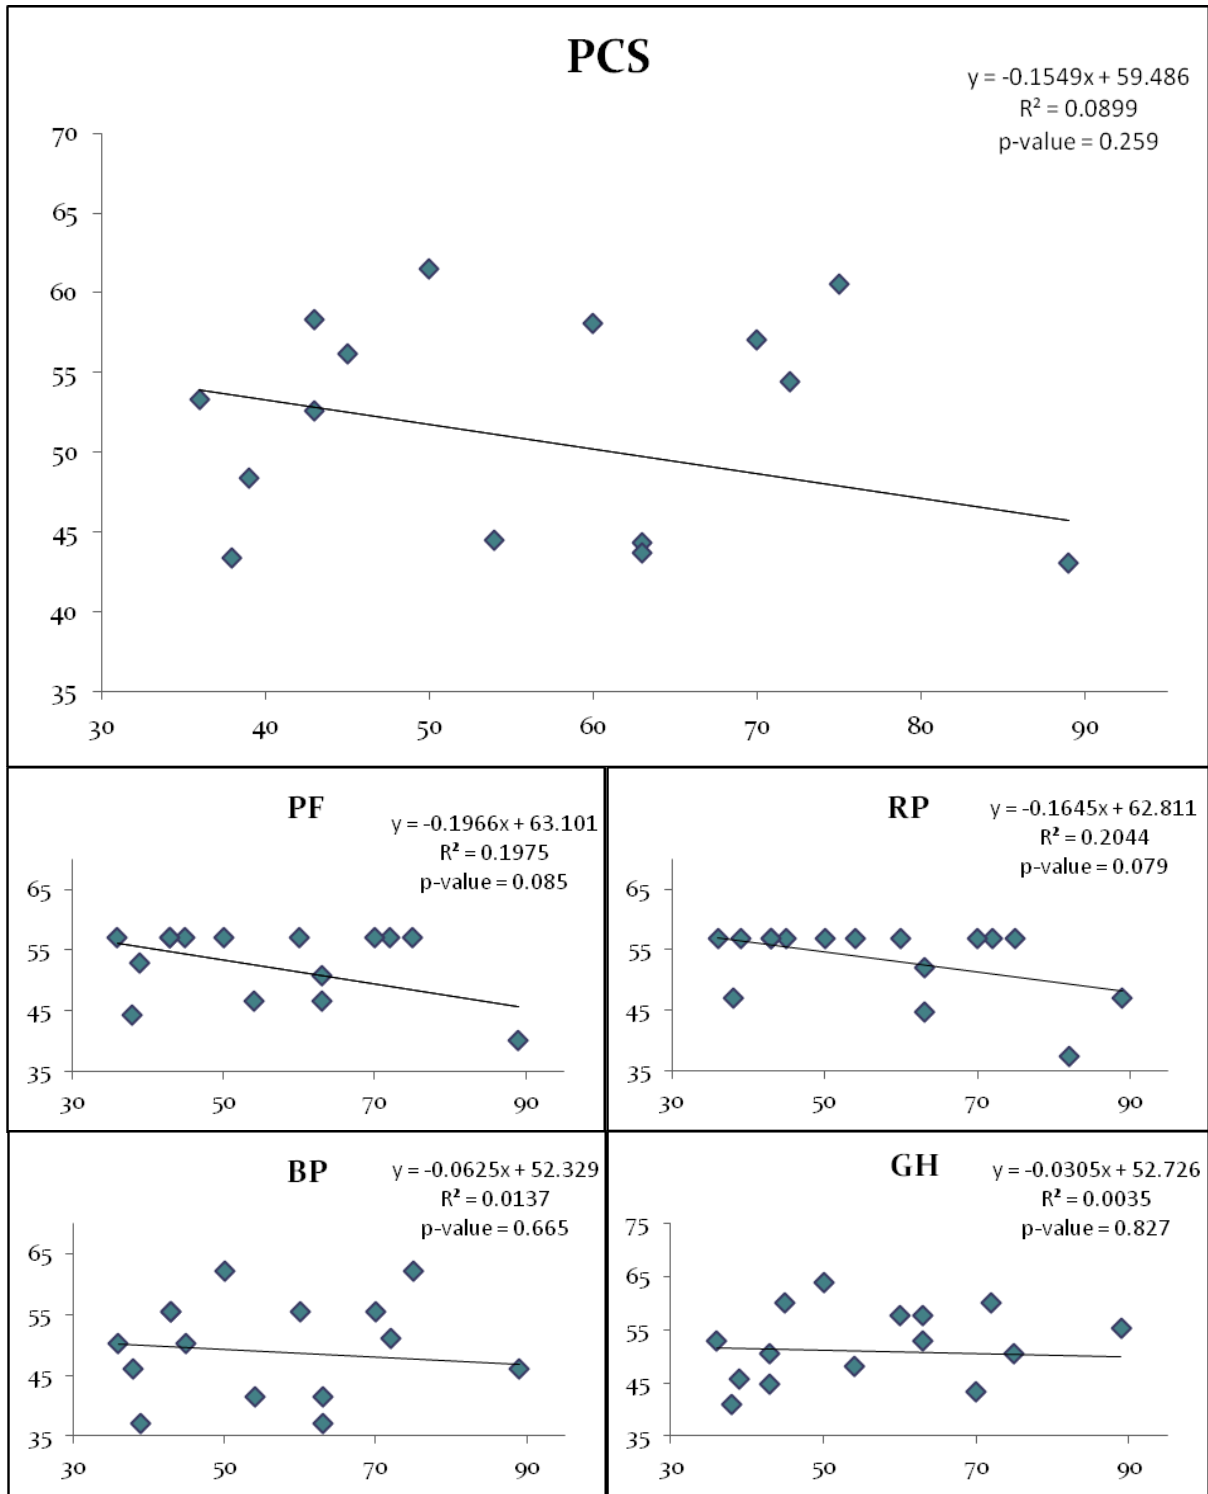 PCS
y = -0.1549x + 59.486
R² = 0.0899
p-value = 0.259
70
65
60
55
50
45
40
35
30 40 50 60 70 80 90
PF
y = -0.1966x + 63.101
R² = 0.1975
p-value = 0.085
65
55
45
35
30 50 70 90
RP
y = -0.1645x + 62.811
R² = 0.2044
p-value = 0.079
65
55
45
35
30 50 70 90
BP
y = -0.0625x + 52.329
R² = 0.0137
p-value = 0.665
65
55
45
35
30 50 70 90
GH
y = -0.0305x + 52.726
R² = 0.0035
p-value = 0.827
75
65
55
45
35
30 50 70 90